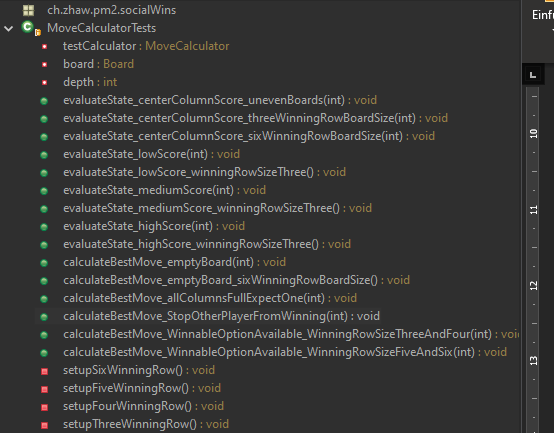 ch.zhaw.pm2.socialWins
Einf
MoveCalculatorTests
testCalculator : MoveCalculator
board : Board
depth : int
evaluateState_centerColumnScore_unevenBoards(int) : void
evaluateState_centerColumnScore_threeWinningRowBoardSize(int) : void
evaluateState_centerColumnScore_sixWinningRowBoardSize(int) : void
evaluateState_lowScore(int) : void
evaluateState_lowScore_winningRowSizeThree() : void
evaluateState_mediumScore(int) : void
evaluateState_mediumScore_winningRowSizeThree() : void
evaluateState_highScore(int) : void
evaluateState_highScore_winningRowSizeThree() : void
calculateBestMove_emptyBoard(int) : void
calculateBestMove_emptyBoard_sixWinningRowBoardSize() : void
calculateBestMove_allColumnsFullExpectOne(int) : void
calculateBestMove_StopOtherPlayerFromWinning(int) : void
calculateBestMove_WinnableOptionAvailable_WinningRowSizeThreeAndFour(int) : voi
calculateBestMove_WinnableOptionAvailable_WinningRowSizeFiveAndSix(int) : void
setupSixWinningRow() : void
setupFiveWinningRow() : void
setupFourWinningRow() : void
setupThreeWinningRow() : void
10
11
12
13